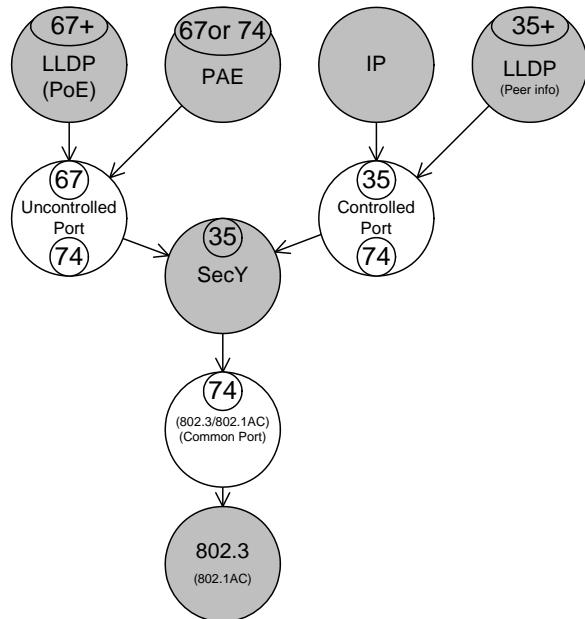 67+
LLDP
(PoE)
67or 74
PAE
IP
35+
LLDP
(Peer info)
67
Uncontrolled
Port
74
35
Controlled
Port
74
35
SecY
74
(802.3/802.1AC)
(Common Port)
802.3
(802.1AC)